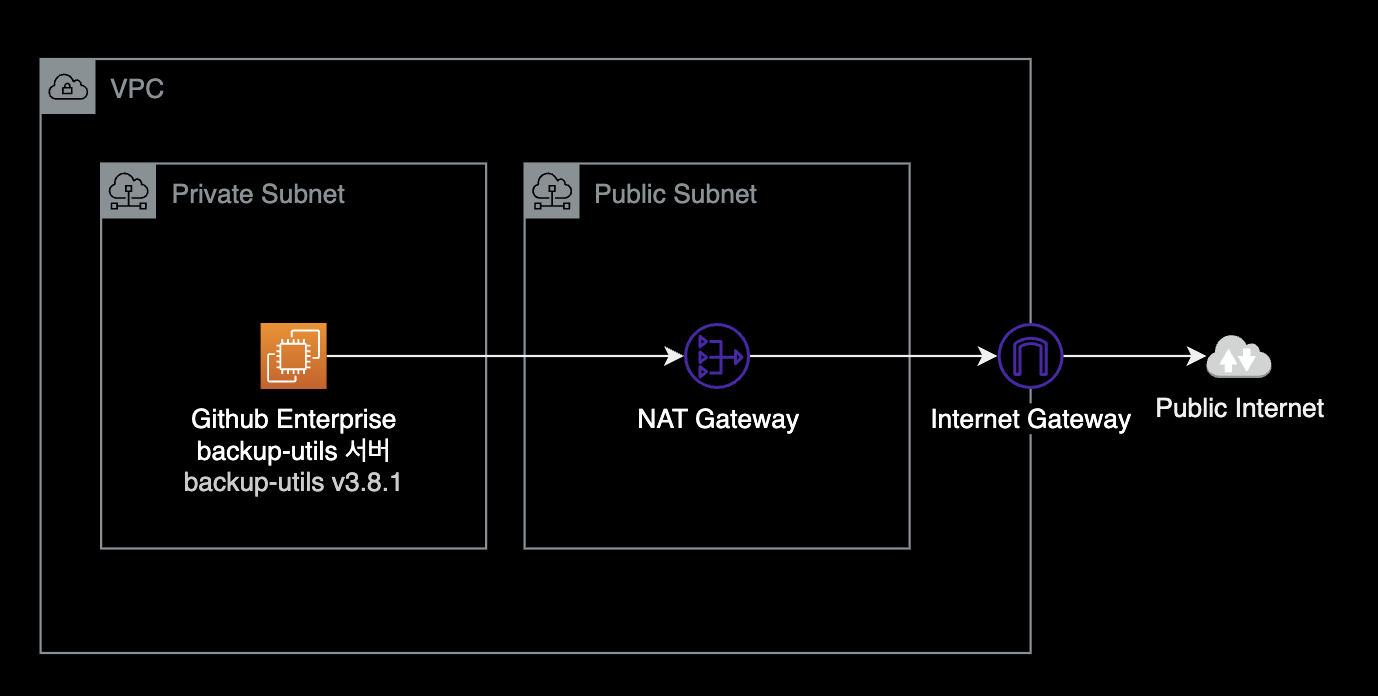 VPC
Private Subnet
Public Subnet
Github Enterprise
backup-utils 서버
backup-utils v3.8.1
NAT Gateway
Internet Gateway
Public Internet